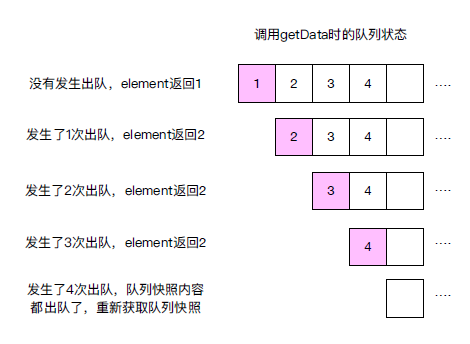 调用getData时的队列状态
没有发生出队，element返回1
1 2 3 4 ....
发生了1次出队，element返回2
2 3 4 ....
发生了2次出队，element返回2
3 4 ....
发生了3次出队，element返回2
4 ....
发生了4次出队，队列快照内容
都出队了，重新获取队列快照
....